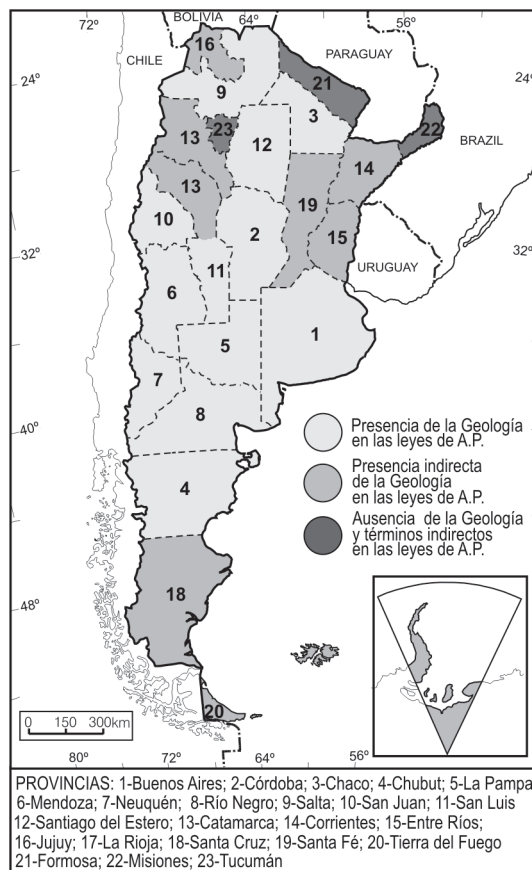 BOLIVIA
72° 64° 56°
PARAGUAY
CHILE
16
24° 24°
21
9
3
22
23
BRAZIL
12
13
14
13
19
10
2
15
32° 32°
11
URUGUAY
6
1
5
7
8
40°
Presencia de la Geología
en las leyes de A.P.
Presencia indirecta
de la Geología
en las leyes de A.P.
Ausencia de la Geología
y términos indirectos
en las leyes de A.P.
4
18
48°
20
0 150 300km
80° 72° 64° 56°
PROVINCIAS: 1-Buenos Aires; 2-Córdoba; 3-Chaco; 4-Chubut; 5-La Pampa
6-Mendoza; 7-Neuquén; 8-Río Negro; 9-Salta; 10-San Juan; 11-San Luis
12-Santiago del Estero; 13-Catamarca; 14-Corrientes; 15-Entre Ríos;
16-Jujuy; 17-La Rioja; 18-Santa Cruz; 19-Santa Fé; 20-Tierra del Fuego
21-Formosa; 22-Misiones; 23-Tucumán